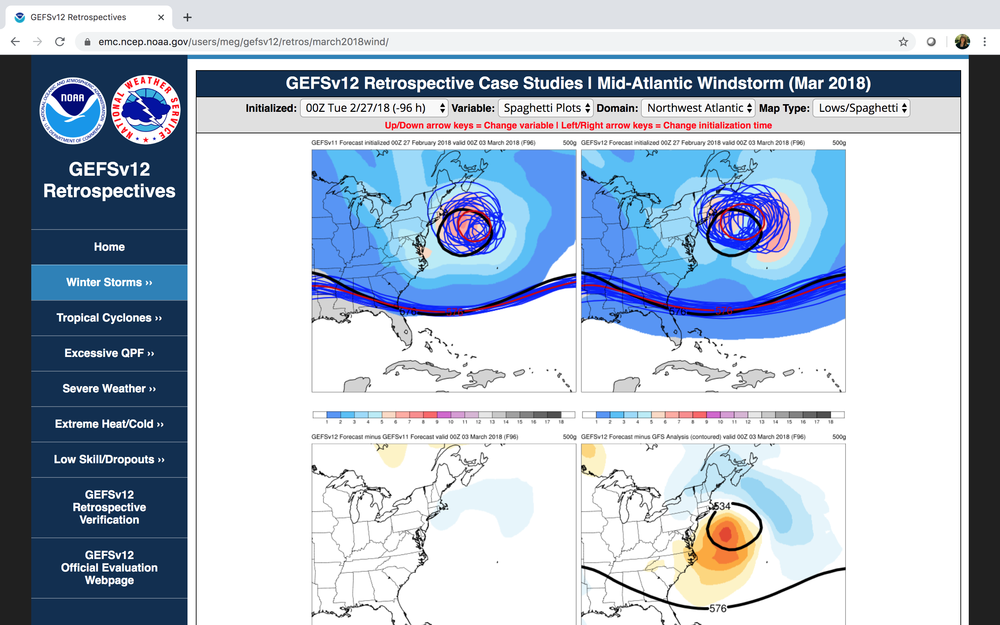 GEFSv12 Retrospectives
emc.ncep.noaa.gov/users/meg/gefsv12/retros/march2018wind/
NATIONAL OCEANIC AND ATMOSPHERIC ADMINISTRATION
NOAA
U.S. DEPARTMENT OF COMMERCE
NATIONAL WEATHER SERVICE
GEFSv12
Retrospectives
Home
Winter Storms ››
Tropical Cyclones ››
Excessive QPF ››
Severe Weather ››
Extreme Heat/Cold ››
Low Skill/Dropouts ››
GEFSv12
Retrospective
Verification
GEFSv12
Official Evaluation
Webpage
GEFSv12 Retrospective Case Studies | Mid-Atlantic Windstorm (Mar 2018)
Initialized: 00Z Tue 2/27/18 (-96 h) Variable: Spaghetti Plots Domain: Northwest Atlantic Map Type: Lows/Spaghetti
Up/Down arrow keys = Change variable | Left/Right arrow keys = Change initialization time
GEFSv11 Forecast initialized 00Z 27 February 2018 valid 00Z 03 March 2018 (F96) 500g
576 576
1 2 3 4 5 6 7 8 9 10 11 12 13 14 15 16 17 18
GEFSv12 Forecast initialized 00Z 27 February 2018 valid 00Z 03 March 2018 (F96) 500g
576 576
1 2 3 4 5 6 7 8 9 10 11 12 13 14 15 16 17 18
GEFSv12 Forecast minus GEFSv11 Forecast valid 00Z 03 March 2018 (F96) 500g
GEFSv12 Forecast minus GFS Analysis (contoured) valid 00Z 03 March 2018 (F96) 500g
534
576